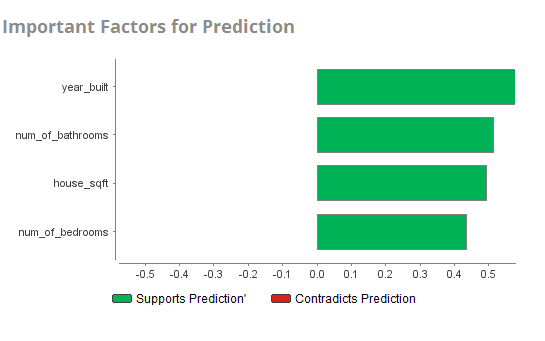 Important Factors for Prediction
year_built
num_of_bathrooms
house_sqft
num_of_bedrooms
-0.5 -0.4 -0.3 -0.2 -0.1 0.0 0.1 0.2 0.3 0.4 0.5
Supports Prediction' Contradicts Prediction